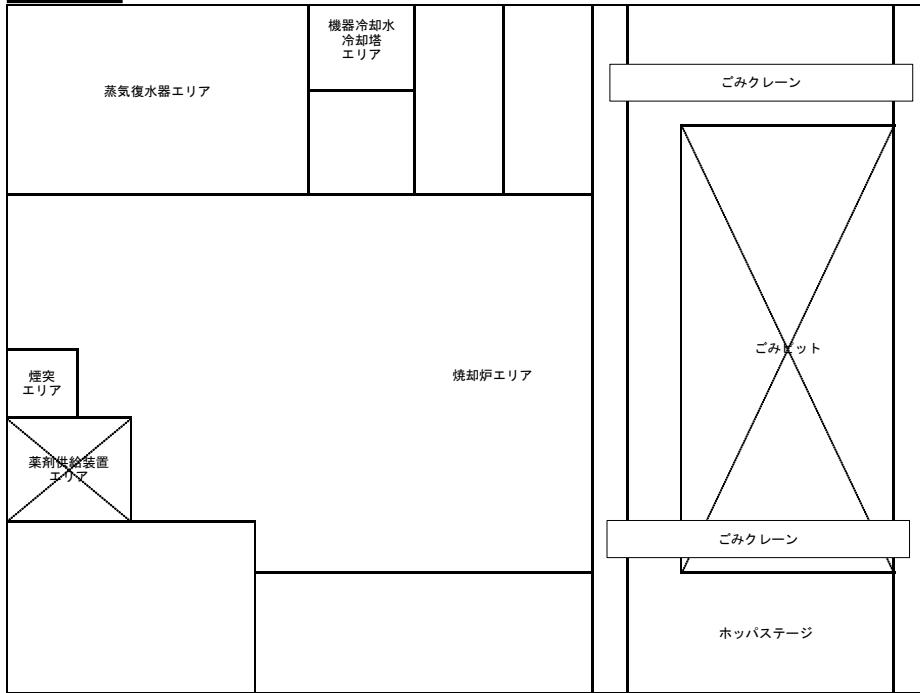 機器冷却水
冷却塔
エリア
蒸気復水器エリア
ごみクレーン
ごみピット
煙突
エリア
焼却炉エリア
薬剤供給装置
エリア
ごみクレーン
ホッパステージ